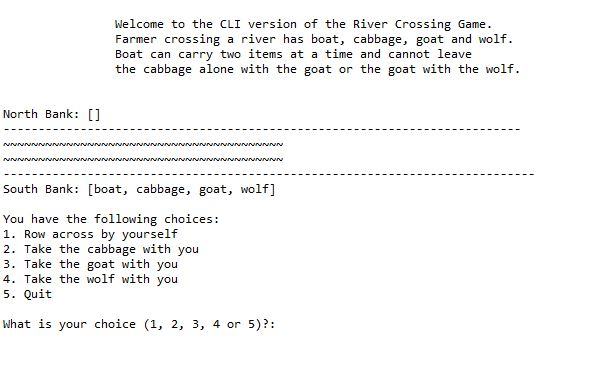 Welcome to the CLI version of the River Crossing Game.
Farmer crossing a river has boat, cabbage, goat and wolf.
Boat can carry two items at a time and cannot leave
the cabbage alone with the goat or the goat with the wolf.
North Bank: []
--------------------------------------------------------------------------
~~~~~~~~~~~~~~~~~~~~~~~~~~~~~~~~~~~~~~~~
~~~~~~~~~~~~~~~~~~~~~~~~~~~~~~~~~~~~~~~~
----------------------------------------------------------------------------
South Bank: [boat, cabbage, goat, wolf]
You have the following choices:
1. Row across by yourself
2. Take the cabbage with you
3. Take the goat with you
4. Take the wolf with you
5. Quit
What is your choice (1, 2, 3, 4 or 5)?: